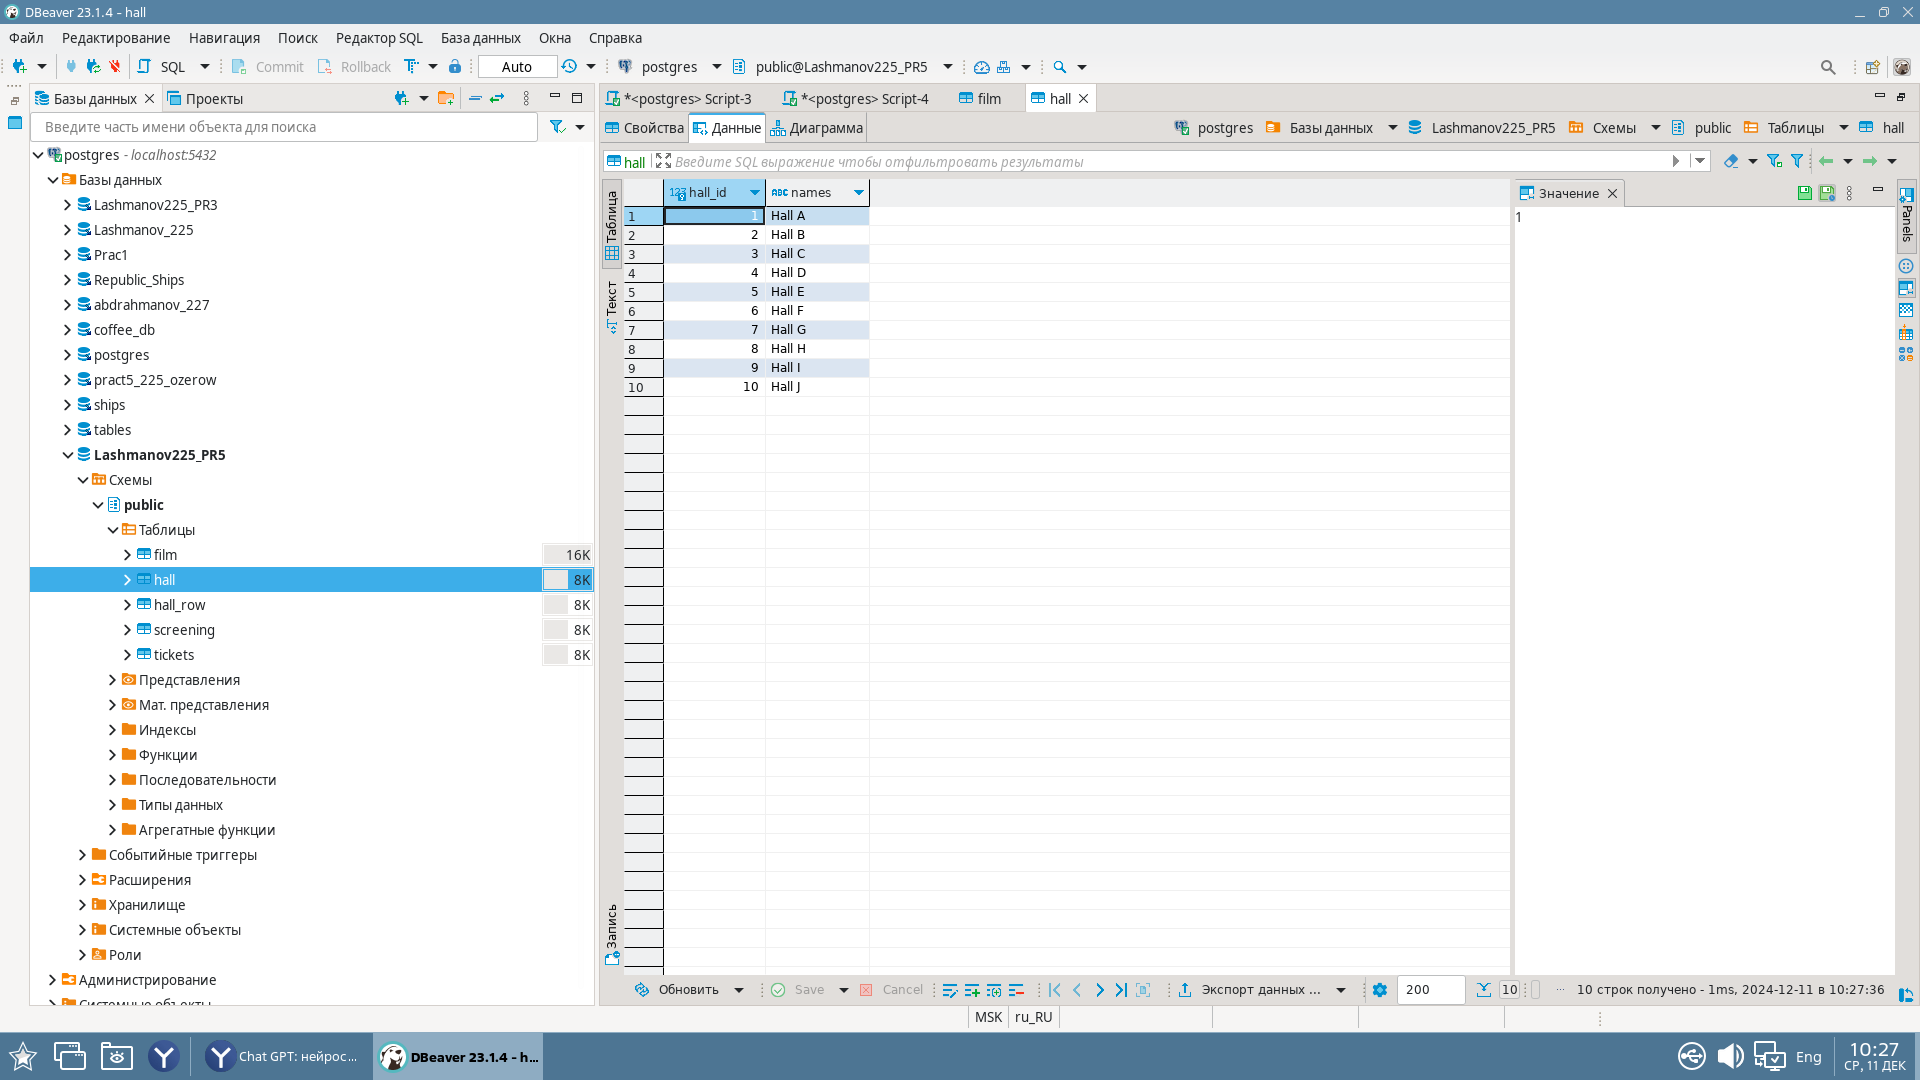 DBeaver 23.1.4 - hall
Файл Редактирование Навигация Поиск Редактор SQL База данных Окна Справка
SQL Commit Rollback Auto postgres public@Lashmanov225_PR5
Базы данных Проекты
Введите часть имени объекта для поиска
postgres - localhost:5432
Базы данных
Lashmanov225_PR3
Lashmanov_225
Prac1
Republic_Ships
abdrahmanov_227
coffee_db
postgres
pract5_225_ozerow
ships
tables
Lashmanov225_PR5
Схемы
public
Таблицы
film 16K
hall 8K
hall_row 8K
screening 8K
tickets 8K
Представления
Мат. представления
Индексы
Функции
Последовательности
Типы данных
Агрегатные функции
Событийные триггеры
Расширения
Хранилище
Системные объекты
Роли
Администрирование
Системные объекты
*<postgres> Script-3 *<postgres> Script-4 film hall
Свойства Данные Диаграмма postgres Базы данных Lashmanov225_PR5 Схемы public Таблицы hall
hall Введите SQL выражение чтобы отфильтровать результаты
Таблица
Текст
Запись
123 hall_id ABC names
1 1 Hall A
2 2 Hall B
3 3 Hall C
4 4 Hall D
5 5 Hall E
6 6 Hall F
7 7 Hall G
8 8 Hall H
9 9 Hall I
10 10 Hall J
Значение
1
Panels
Обновить Save Cancel Экспорт данных ... 200 10 10 строк получено - 1ms, 2024-12-11 в 10:27:36
MSK ru_RU
Chat GPT: нейрос...
DBeaver 23.1.4 - h...
Eng
10:27
СР, 11 ДЕК